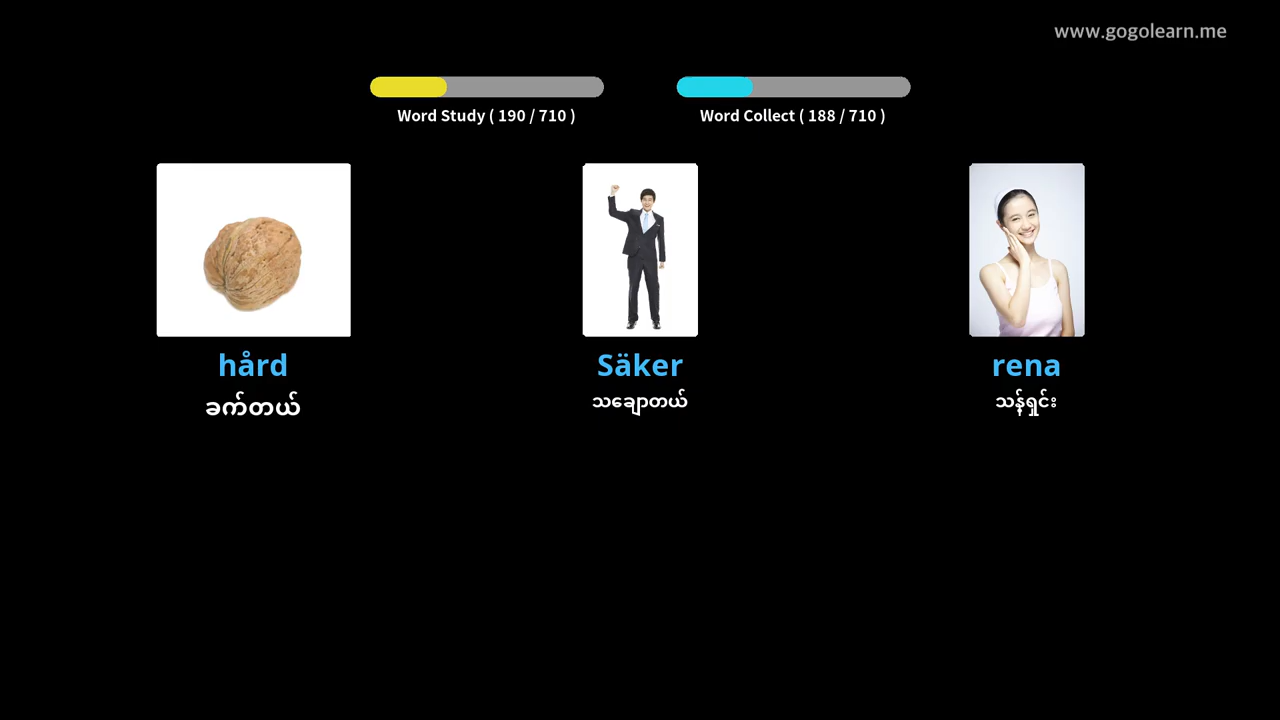 www.gogolearn.me
Word Study ( 190 / 710 )
Word Collect ( 188 / 710 )
hård
Säker
rena
ခက်တယ်
သချောတယ်
သန့်ရှင်း